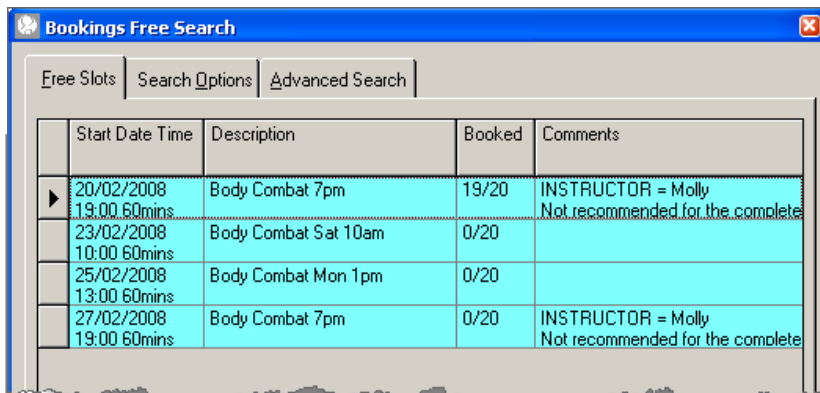 Bookings Free Search
Free Slots Search Options Advanced Search
Start Date Time Description Booked Comments
20/02/2008 Body Combat 7pm 19/20 INSTRUCTOR = Molly
19:00 60mins Not recommended for the complete
23/02/2008 Body Combat Sat 10am 0/20
10:00 60mins
25/02/2008 Body Combat Mon 1pm 0/20
13:00 60mins
27/02/2008 Body Combat 7pm 0/20 INSTRUCTOR = Molly
19:00 60mins Not recommended for the complete